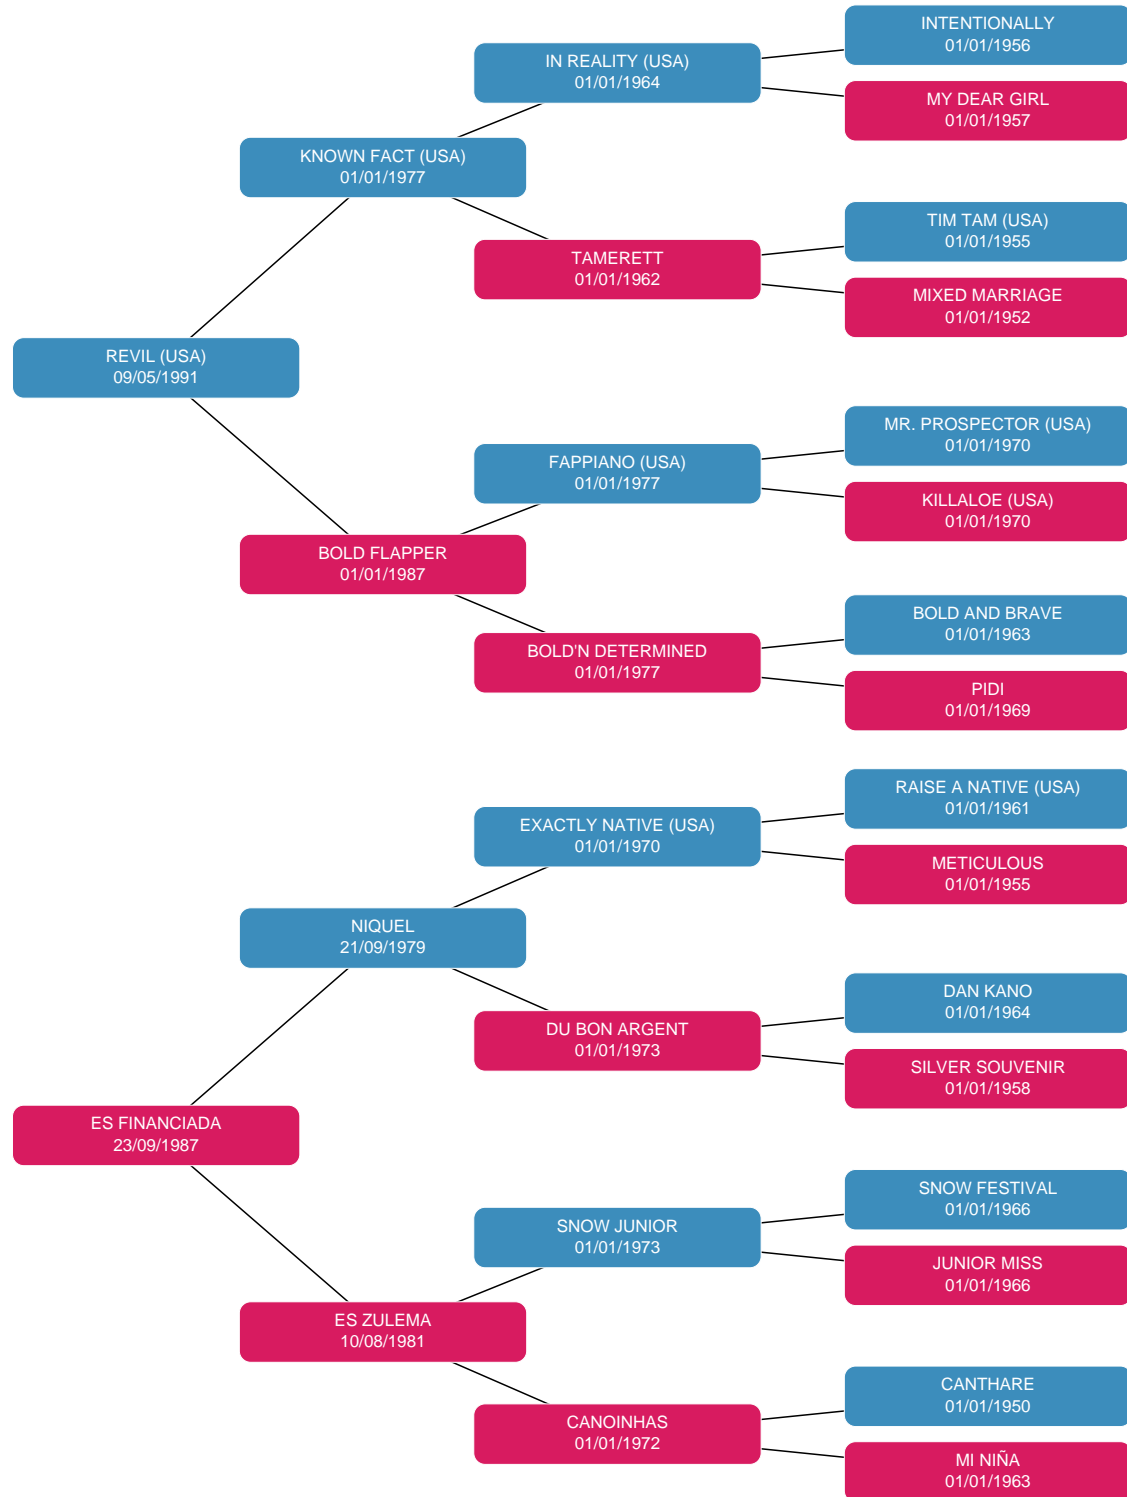 INTENTIONALLY
01/01/1956
IN REALITY (USA)
01/01/1964
MY DEAR GIRL
01/01/1957
KNOWN FACT (USA)
01/01/1977
TIM TAM (USA)
01/01/1955
TAMERETT
01/01/1962
MIXED MARRIAGE
01/01/1952
REVIL (USA)
09/05/1991
MR. PROSPECTOR (USA)
01/01/1970
FAPPIANO (USA)
01/01/1977
KILLALOE (USA)
01/01/1970
BOLD FLAPPER
01/01/1987
BOLD AND BRAVE
01/01/1963
BOLD'N DETERMINED
01/01/1977
PIDI
01/01/1969
RAISE A NATIVE (USA)
01/01/1961
EXACTLY NATIVE (USA)
01/01/1970
METICULOUS
01/01/1955
NIQUEL
21/09/1979
DAN KANO
01/01/1964
DU BON ARGENT
01/01/1973
SILVER SOUVENIR
01/01/1958
ES FINANCIADA
23/09/1987
SNOW FESTIVAL
01/01/1966
SNOW JUNIOR
01/01/1973
JUNIOR MISS
01/01/1966
ES ZULEMA
10/08/1981
CANTHARE
01/01/1950
CANOINHAS
01/01/1972
MI NIÑA
01/01/1963